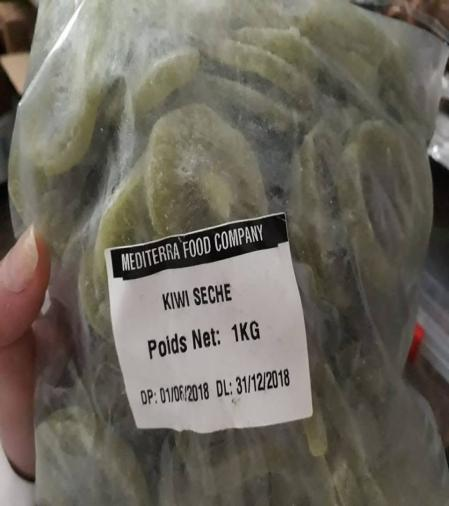 MEDITERRA FOOD COMPANY
KIWI SECHE
Poids Net: 1KG
DP: 01/06/2018 DL: 31/12/2018